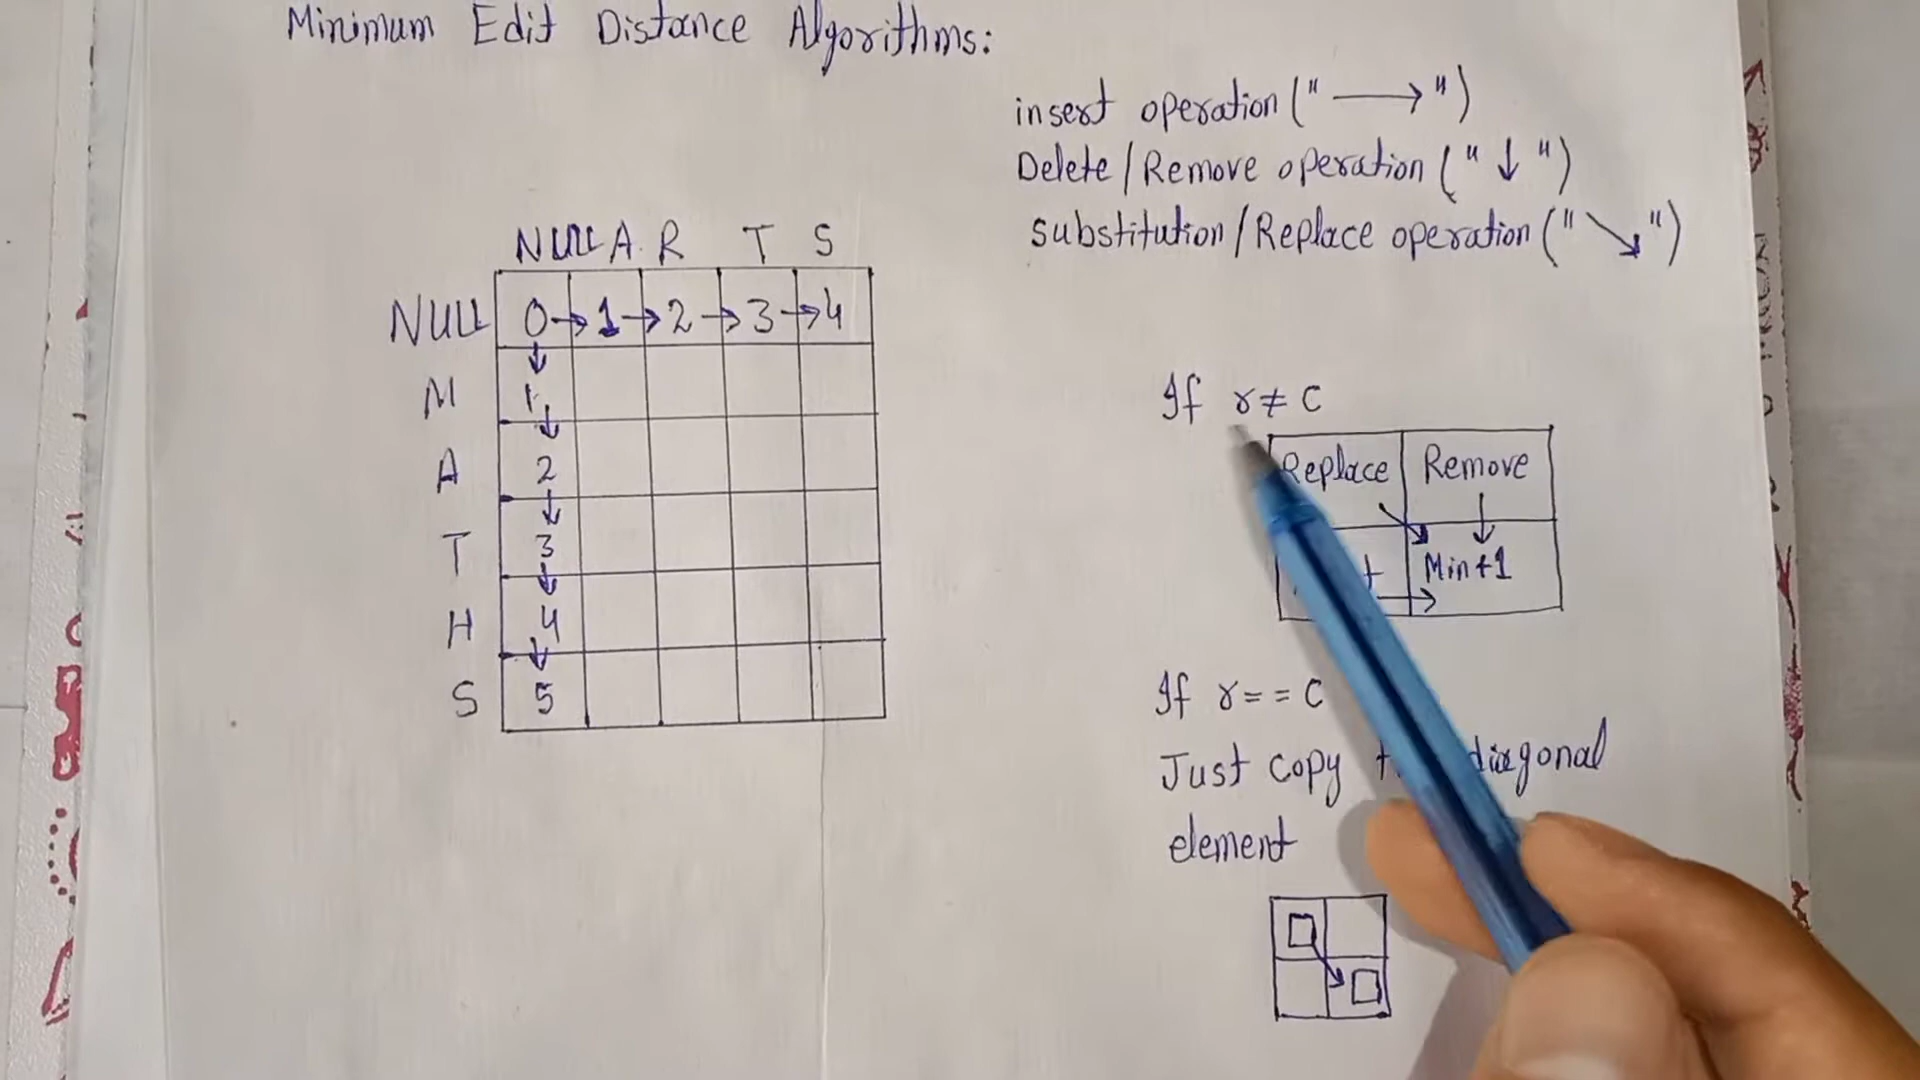 Minimum Edit Distance Algorithms:
insert operation ("⟶")
Delete/Remove operation ("↓")
substitution/Replace operation ("↘")
NULL A R T S
NULL 0→1→2→3→4
↓
M 1
↓
A 2
↓
T 3
↓
H 4
↓
S 5
If r ≠ c
Replace Remove
Min+1
If r == c
Just copy diagonal
element